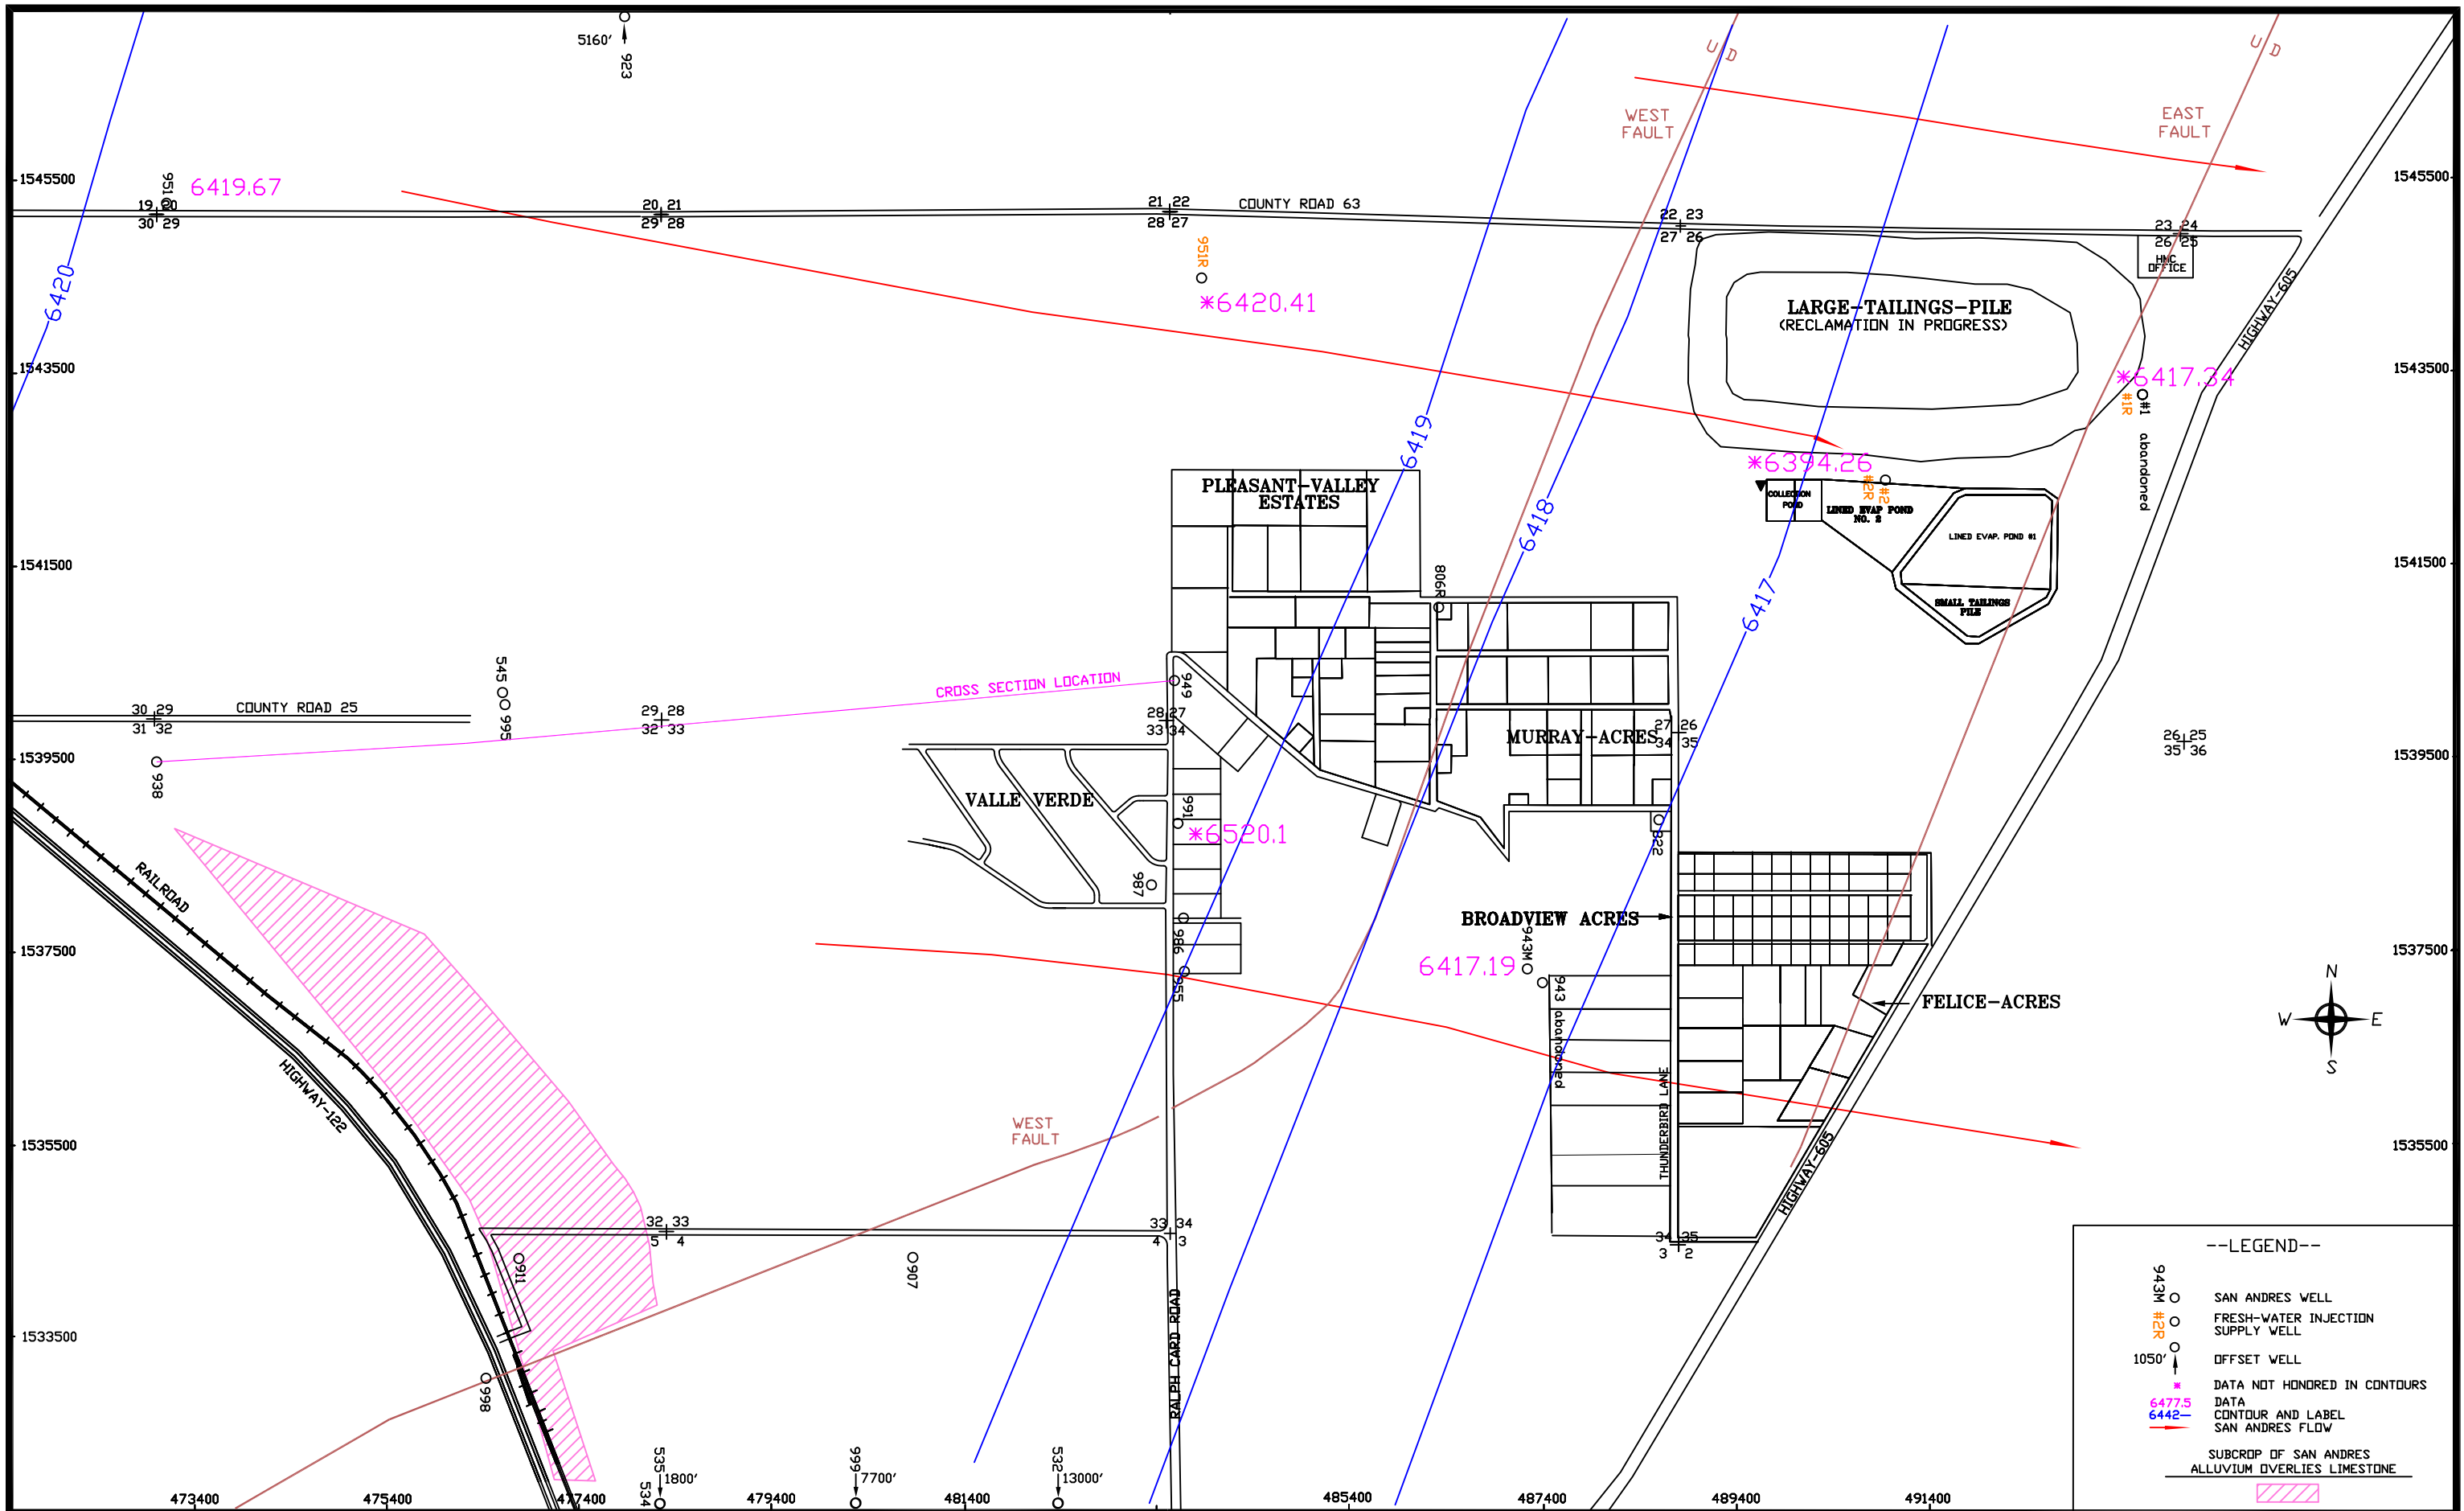 5160'
923
U D
U D
WEST
FAULT
EAST
FAULT
1545500
951
6419.67
1545500
19 20
30 29
20 21
29 28
21 22
28 27
COUNTY ROAD 63
22 23
27 26
23 24
26 25
HMC
OFFICE
951R
*6420.41
6420
LARGE-TAILINGS-PILE
(RECLAMATION IN PROGRESS)
HIGHWAY-605
1543500
1543500
*6417.34
#1R
#1 abandoned
6419
*6394.26
#2R
#2
COLLECTION
POND
LINED EVAP POND
NO. 2
LINED EVAP. POND #1
SMALL TAILINGS
PILE
PLEASANT-VALLEY
ESTATES
6418
1541500
1541500
806R
6417
545
995
949
CROSS SECTION LOCATION
COUNTY ROAD 25
30 29
31 32
29 28
32 33
28 27
33 34
27 26
34 35
26 25
35 36
MURRAY-ACRES
1539500
1539500
938
VALLE VERDE
991
*6520.1
822
987
RAILROAD
BROADVIEW ACRES
986
943M
6417.19
1537500
1537500
955
943 abandoned
FELICE-ACRES
N
W
E
S
HIGHWAY-122
WEST
FAULT
THUNDERBIRD LANE
1535500
1535500
HIGHWAY-605
32 33
5 4
33 34
4 3
34 35
3 2
911
907
1533500
RALPH CARD ROAD
998
535
534
1800'
999
7700'
532
13000'
473400
475400
477400
479400
481400
485400
487400
489400
491400
--LEGEND--
943M
SAN ANDRES WELL
#2R
FRESH-WATER INJECTION
SUPPLY WELL
1050'
OFFSET WELL
* DATA NOT HONORED IN CONTOURS
6477.5 DATA
6442— CONTOUR AND LABEL
SAN ANDRES FLOW
SUBCROP OF SAN ANDRES
ALLUVIUM OVERLIES LIMESTONE